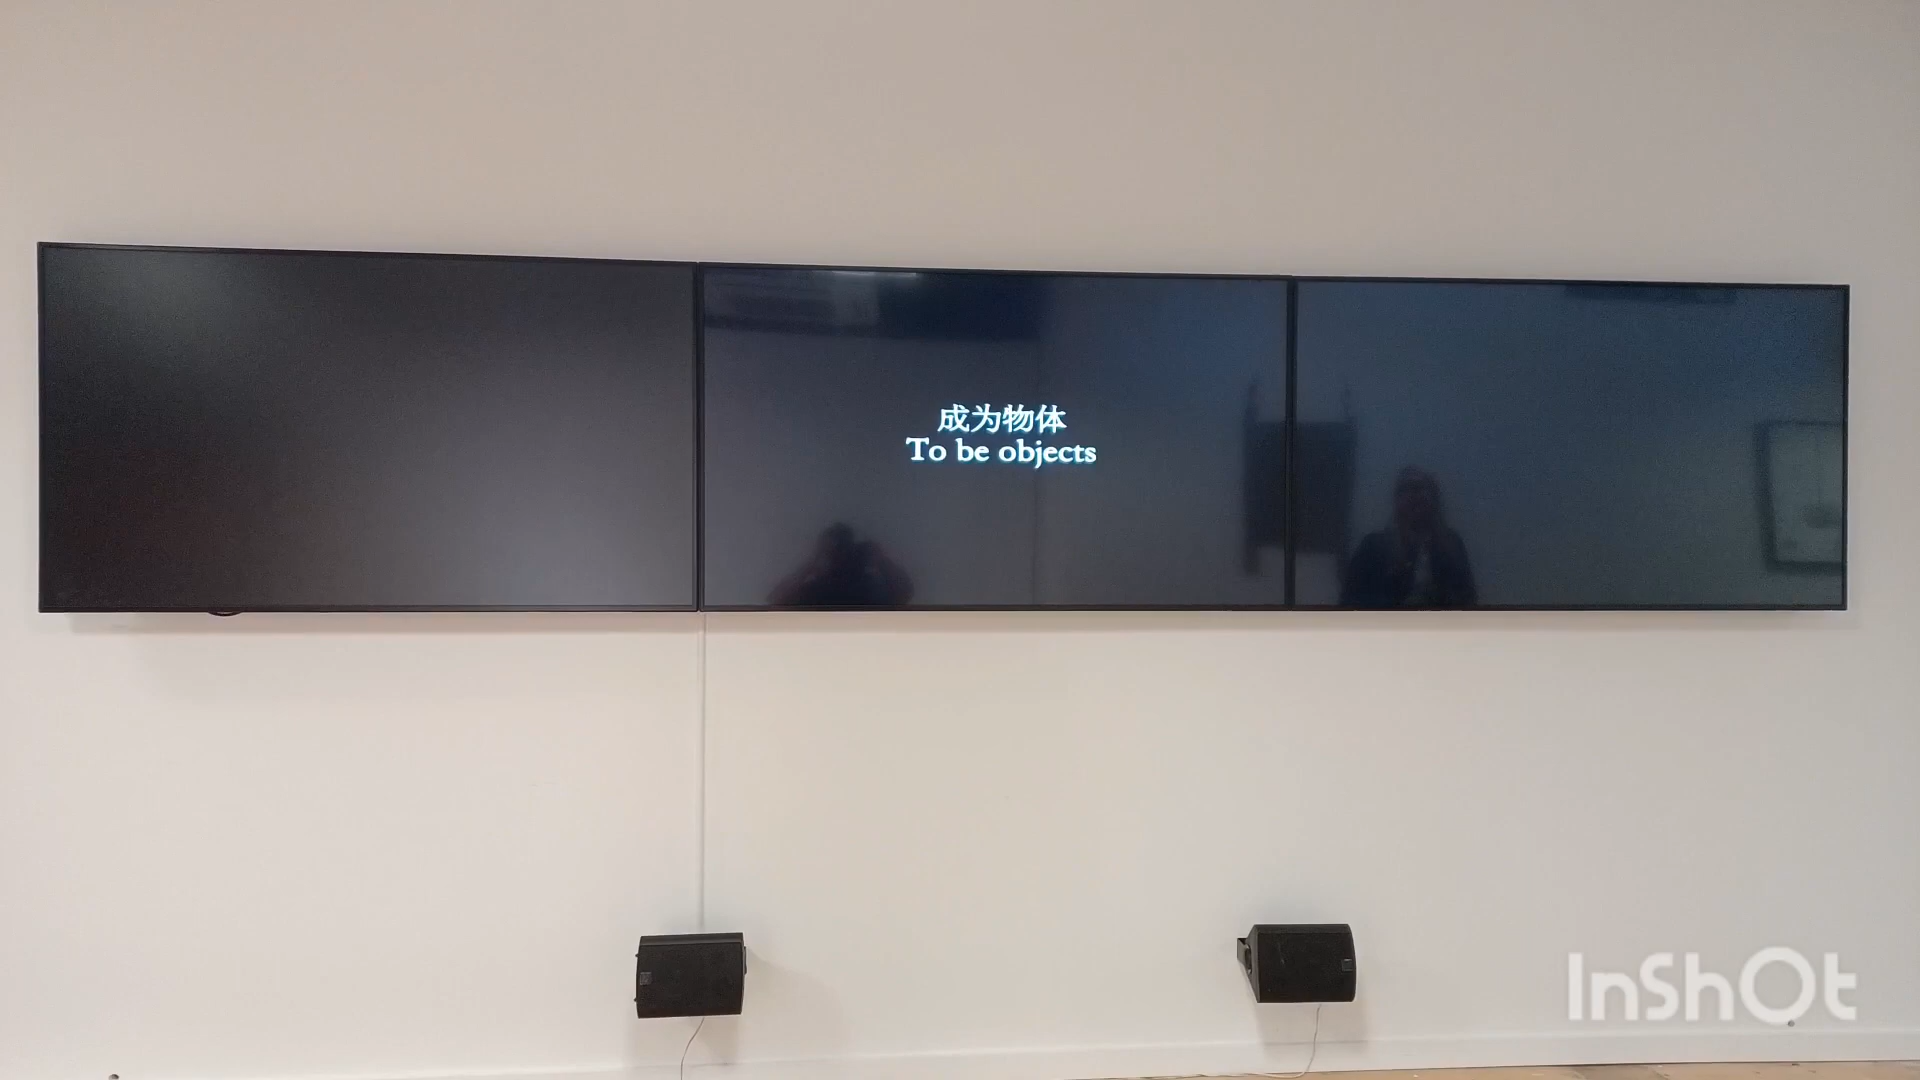 成为物体
To be objects
InShOt